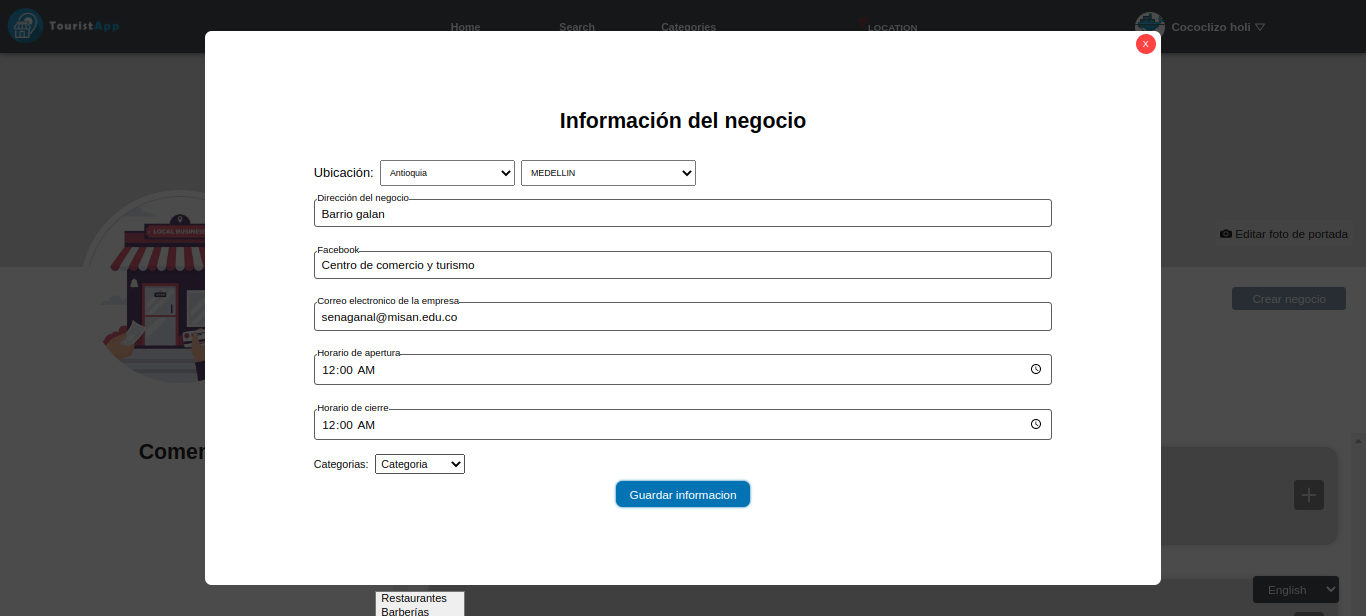 TouristApp
Home
Search
Categories
LOCATION
Cococlizo holi
X
Información del negocio
Ubicación:
Antioquia
MEDELLIN
Dirección del negocio
Barrio galan
LOCAL BUSINESS
Editar foto de portada
Facebook
Centro de comercio y turismo
Crear negocio
Correo electronico de la empresa
senaganal@misan.edu.co
Horario de apertura
12:00 AM
Horario de cierre
12:00 AM
Comer
Categorias:
Categoria
Guardar informacion
English
Restaurantes
Barberías